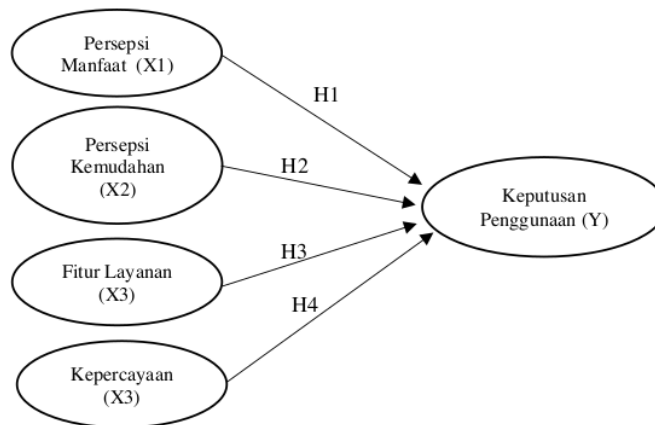 Persepsi
Manfaat (X1)
H1
Persepsi
Kemudahan
(X2)
H2
Keputusan
Penggunaan (Y)
Fitur Layanan
(X3)
H3
H4
Kepercayaan
(X3)